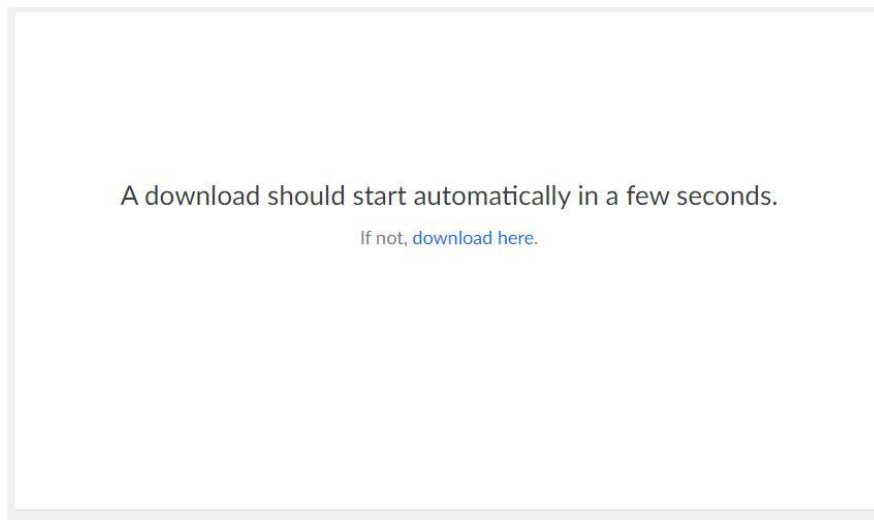 A download should start automatically in a few seconds.
If not, download here.